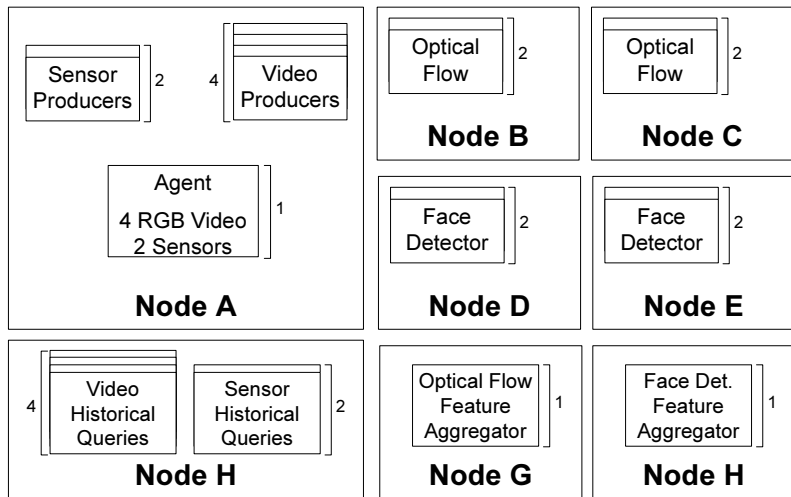 Sensor
Producers
2
4
Video
Producers
Agent
4 RGB Video
2 Sensors
1
Node A
Optical
Flow
2
Node B
Optical
Flow
2
Node C
Face
Detector
2
Node D
Face
Detector
2
Node E
4
Video
Historical
Queries
Sensor
Historical
Queries
2
Node H
Optical Flow
Feature
Aggregator
1
Node G
Face Det.
Feature
Aggregator
1
Node H